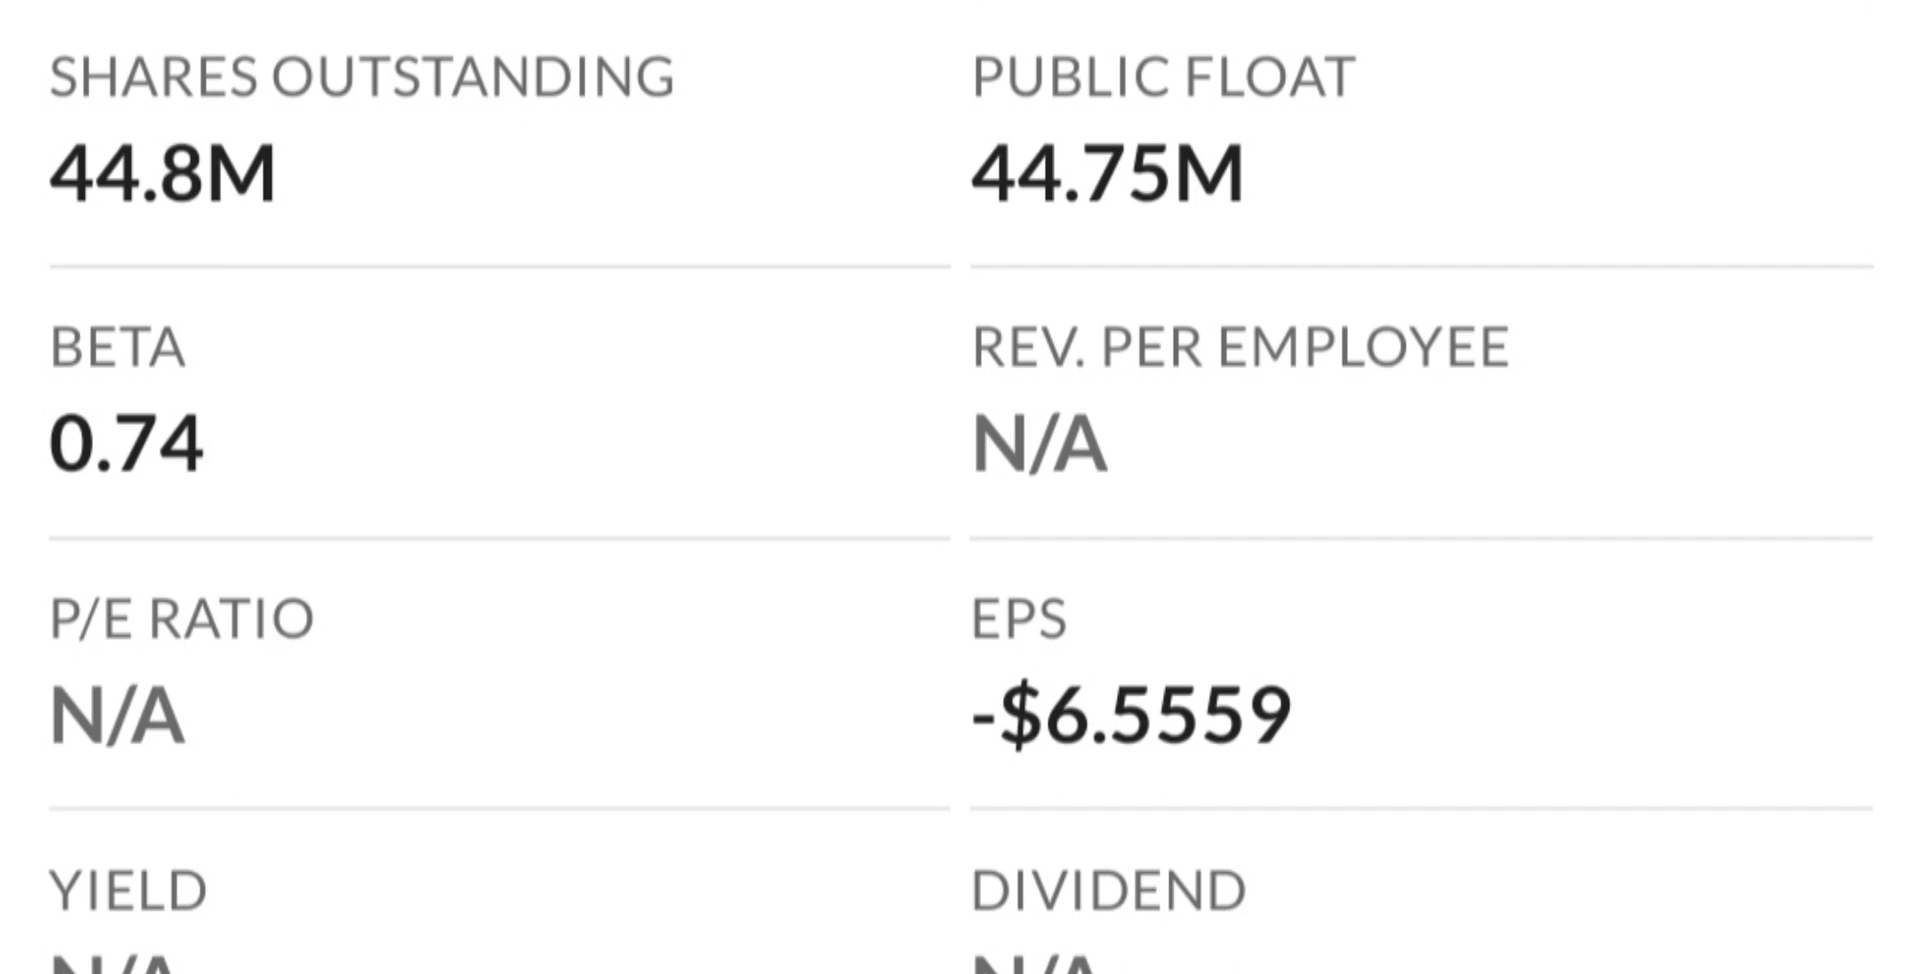 SHARES OUTSTANDING
44.8M
PUBLIC FLOAT
44.75M
BETA
0.74
REV. PER EMPLOYEE
N/A
P/E RATIO
N/A
EPS
-$6.5559
YIELD
N/A
DIVIDEND
N/A